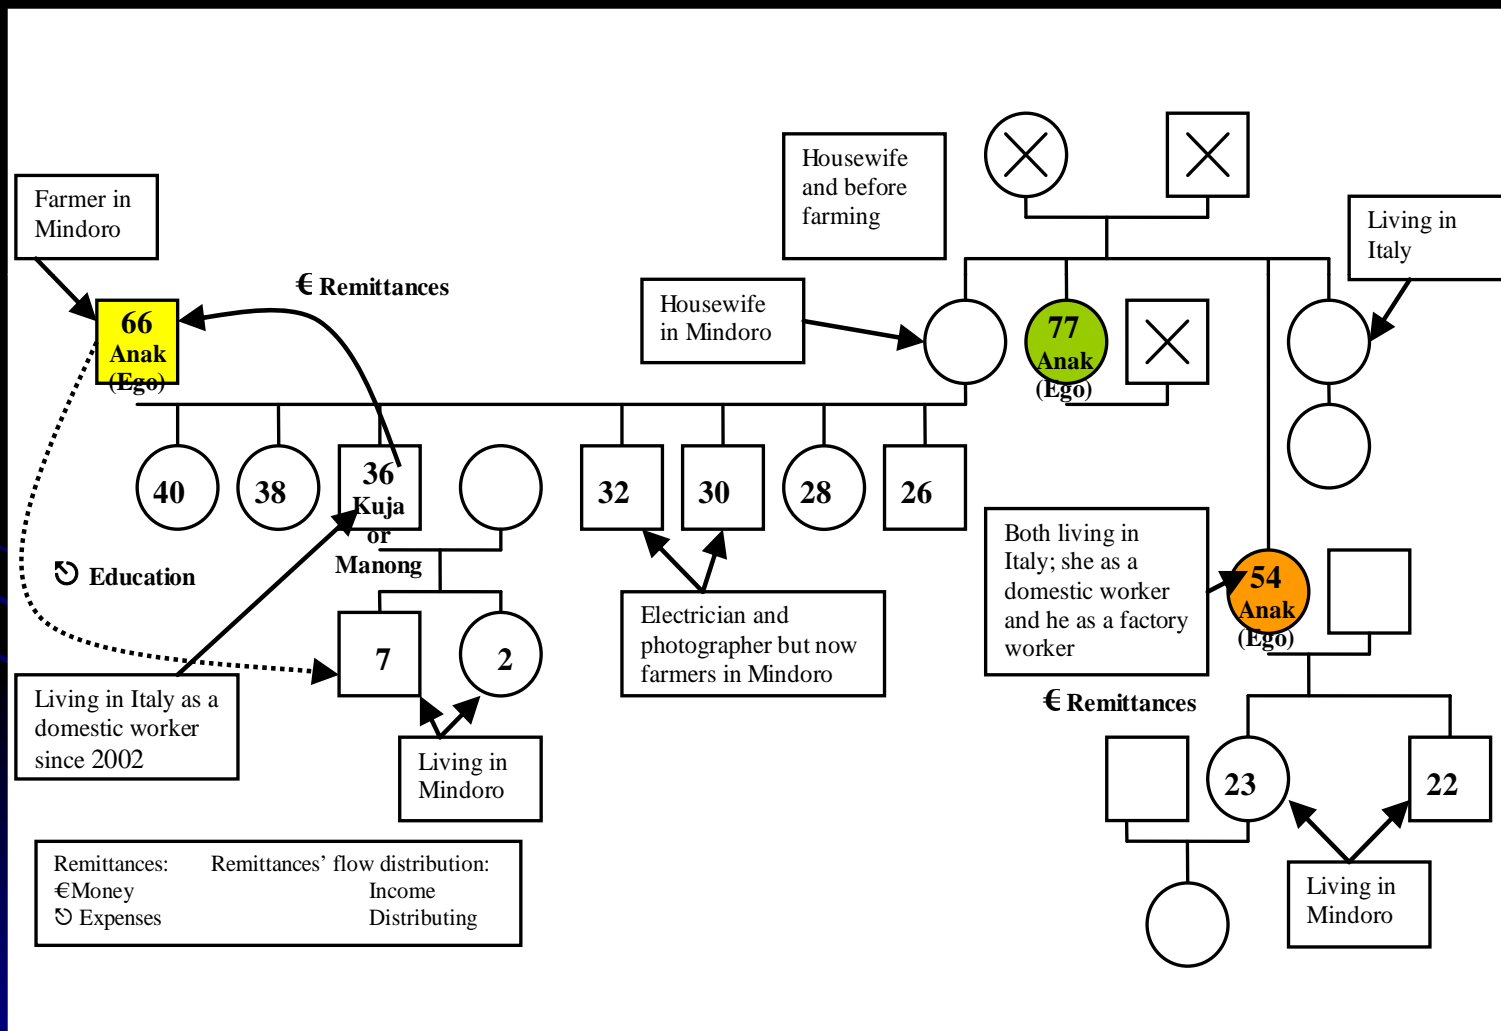 Housewife
and before
farming
Farmer in
Mindoro
Living in
Italy
€ Remittances
Housewife
in Mindoro
66
Anak
(Ego)
77
Anak
(Ego)
40
38
36
Kuja
or
Manong
32
30
28
26
Both living in
Italy; she as a
domestic worker
and he as a factory
worker
54
Anak
(Ego)
Education
Electrician and
photographer but now
farmers in Mindoro
7
2
Living in Italy as a
domestic worker
since 2002
€ Remittances
Living in
Mindoro
23
22
Living in
Mindoro
Remittances: Remittances’ flow distribution:
€Money Income
Expenses Distributing